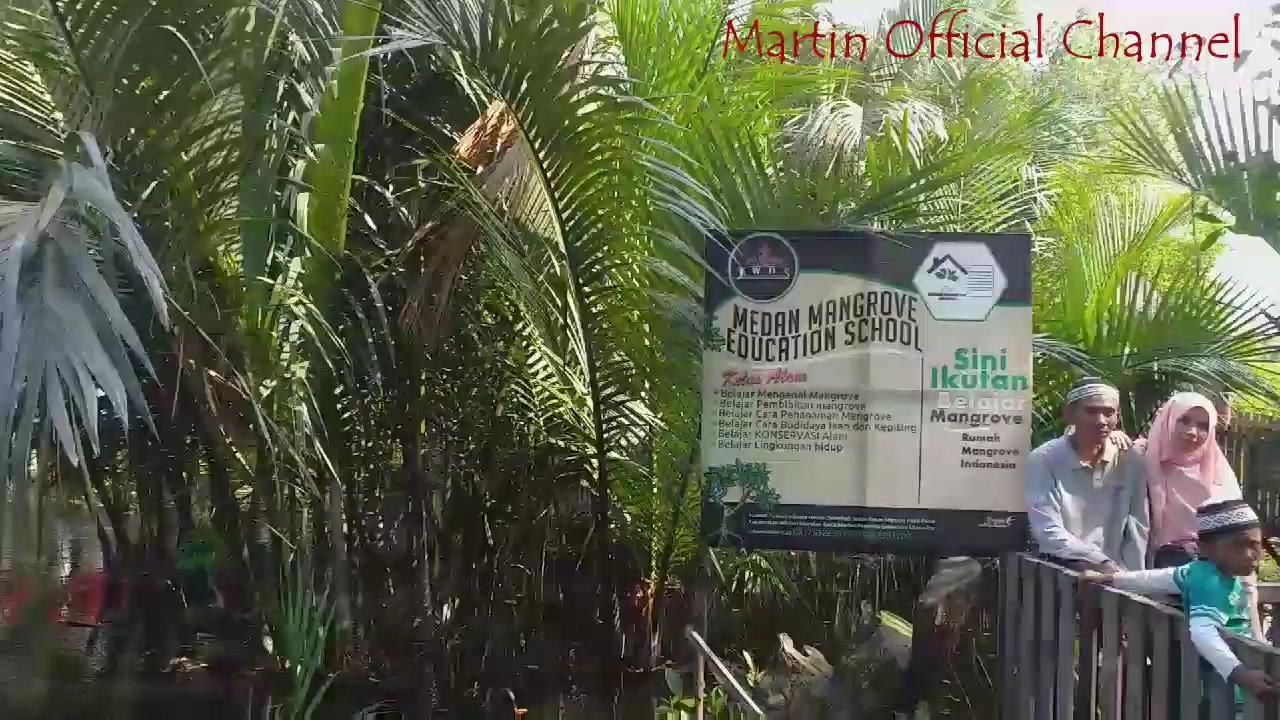 Martin Official Channel
MEDAN MANGROVE
EDUCATION SCHOOL
Kelas Alam
Belajar Mengenal Mangrove
Belajar Pembibitan mangrove
Belajar Cara Penanaman Mangrove
Belajar Cara Budidaya Ikan dan Kepiting
Belajar KONSERVASI Alam
Belajar Lingkungan hidup
Sini
Ikutan
Belajar
Mangrove
Rumah
Mangrove
Indonesia